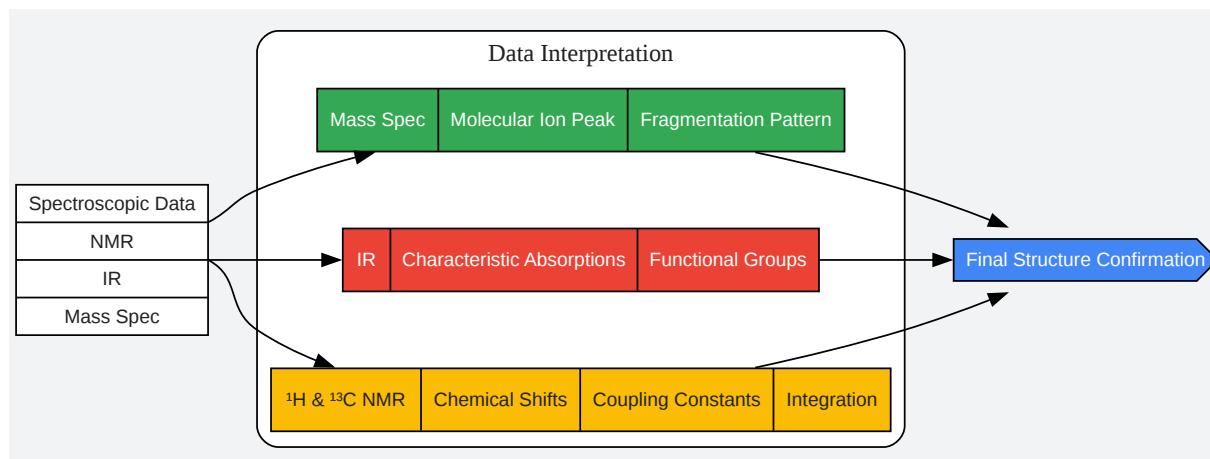 Data Interpretation
Mass Spec
Molecular Ion Peak
Fragmentation Pattern
Spectroscopic Data
NMR
IR
Mass Spec
IR
Characteristic Absorptions
Functional Groups
Final Structure Confirmation
¹H & ¹³C NMR
Chemical Shifts
Coupling Constants
Integration